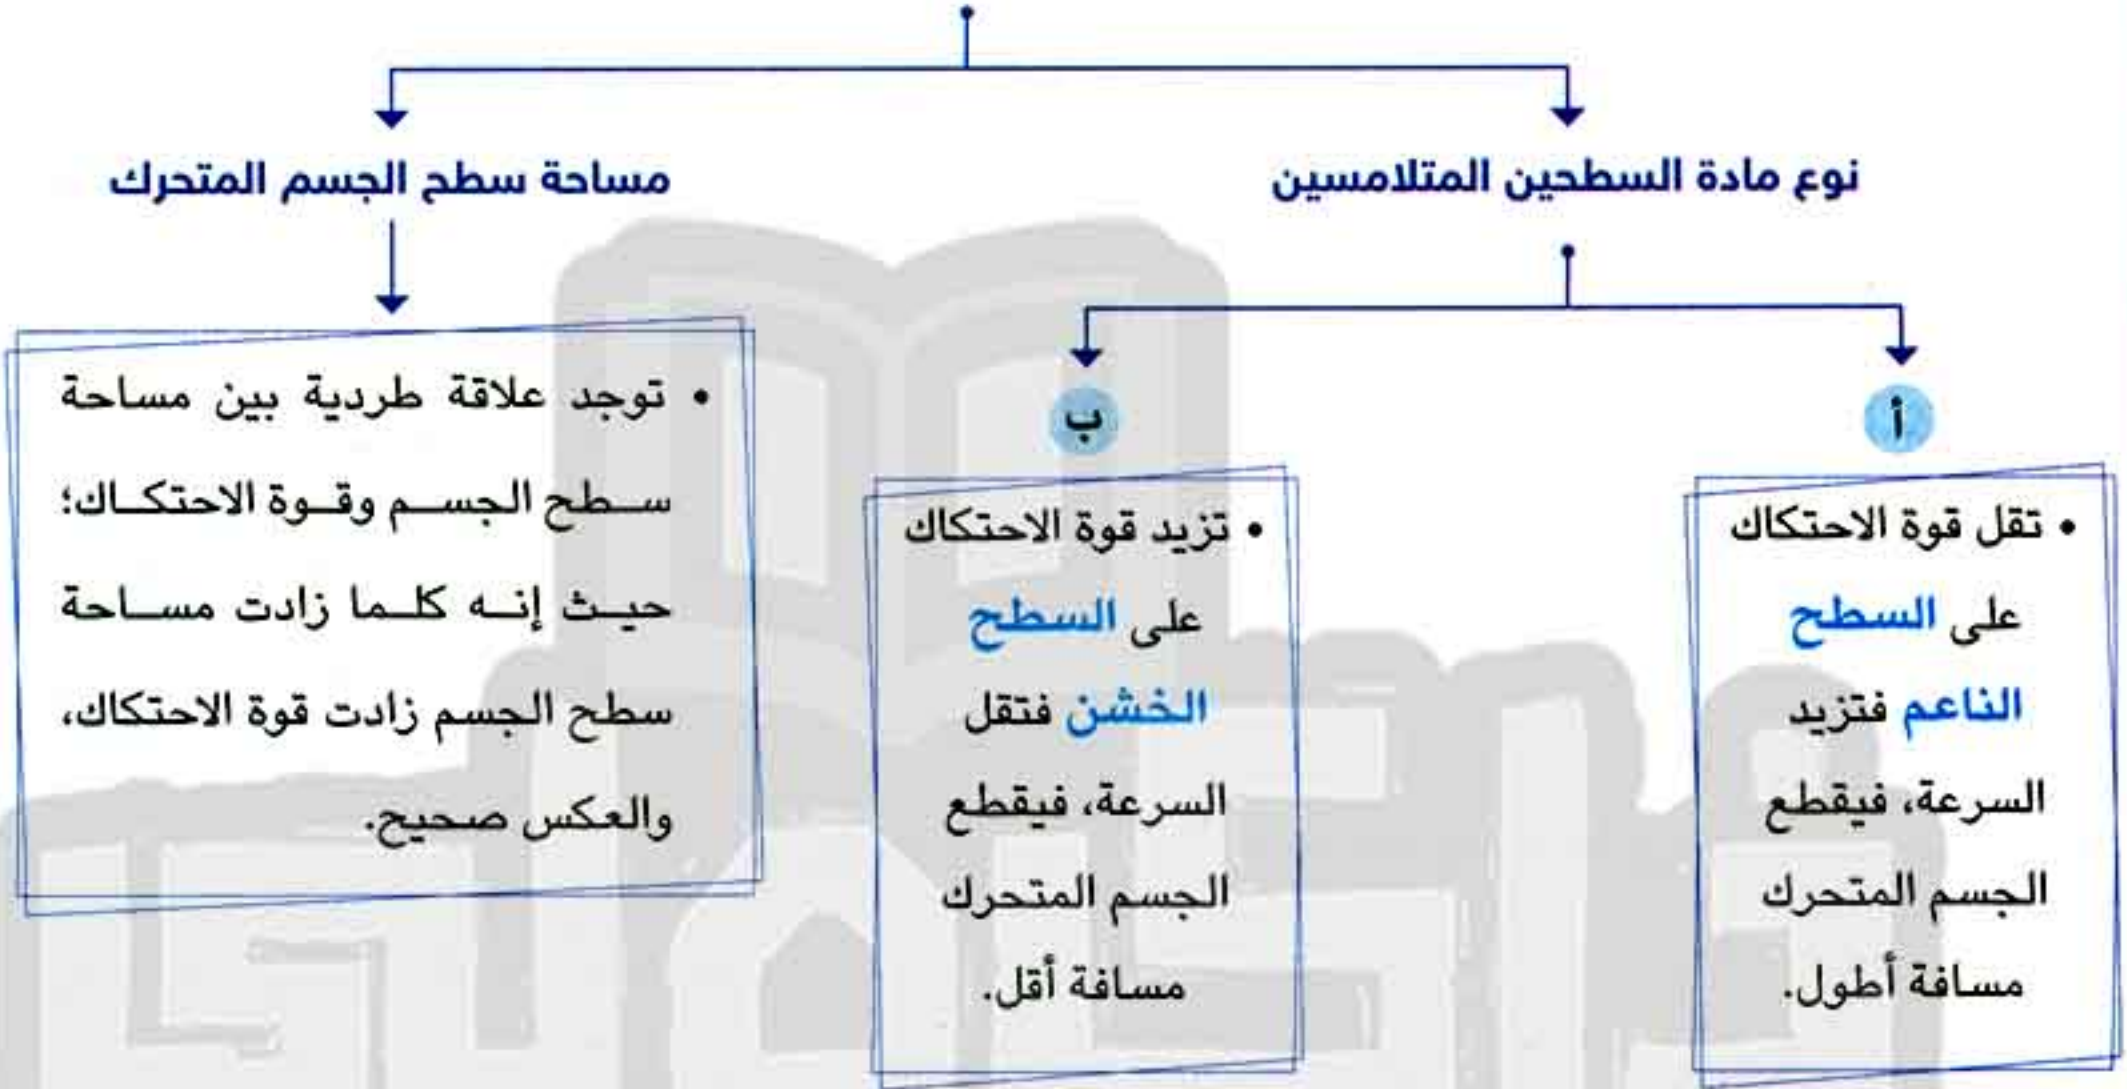 نوع مادة السطحين المتلامسين
مساحة سطح الجسم المتحرك
أ
• تقل قوة الاحتكاك
على السطح
الناعم فتزيد
السرعة، فيقطع
الجسم المتحرك
مسافة أطول.
ب
• تزيد قوة الاحتكاك
على السطح
الخشن فتقل
السرعة، فيقطع
الجسم المتحرك
مسافة أقل.
• توجد علاقة طردية بين مساحة
سطح الجسم وقوة الاحتكاك؛
حيث إنه كلما زادت مساحة
سطح الجسم زادت قوة الاحتكاك،
والعكس صحيح.